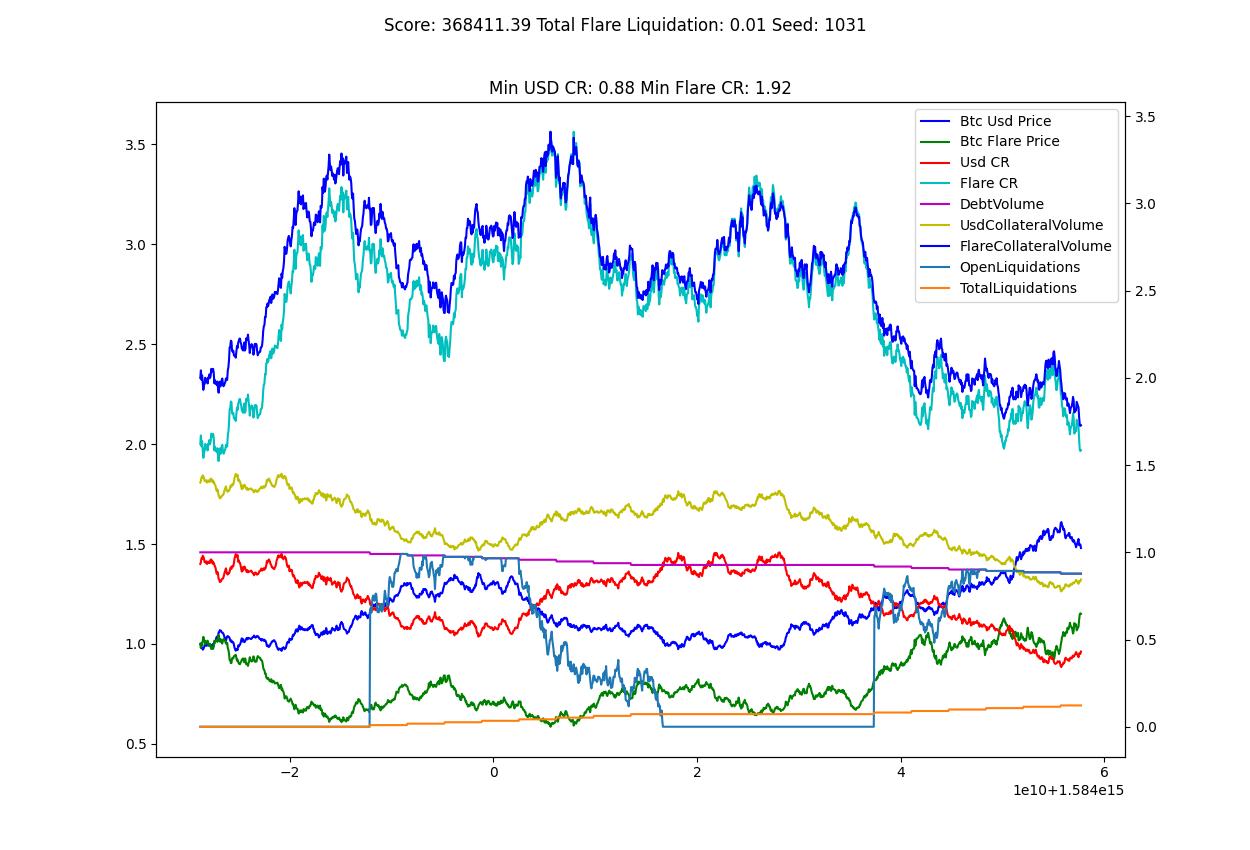 Score: 368411.39 Total Flare Liquidation: 0.01 Seed: 1031
Min USD CR: 0.88 Min Flare CR: 1.92
Btc Usd Price
Btc Flare Price
Usd CR
Flare CR
DebtVolume
UsdCollateralVolume
FlareCollateralVolume
OpenLiquidations
TotalLiquidations
3.5
3.0
2.5
2.0
1.5
1.0
0.5
3.5
3.0
2.5
2.0
1.5
1.0
0.5
0.0
−2 0 2 4 6
1e10+1.584e15